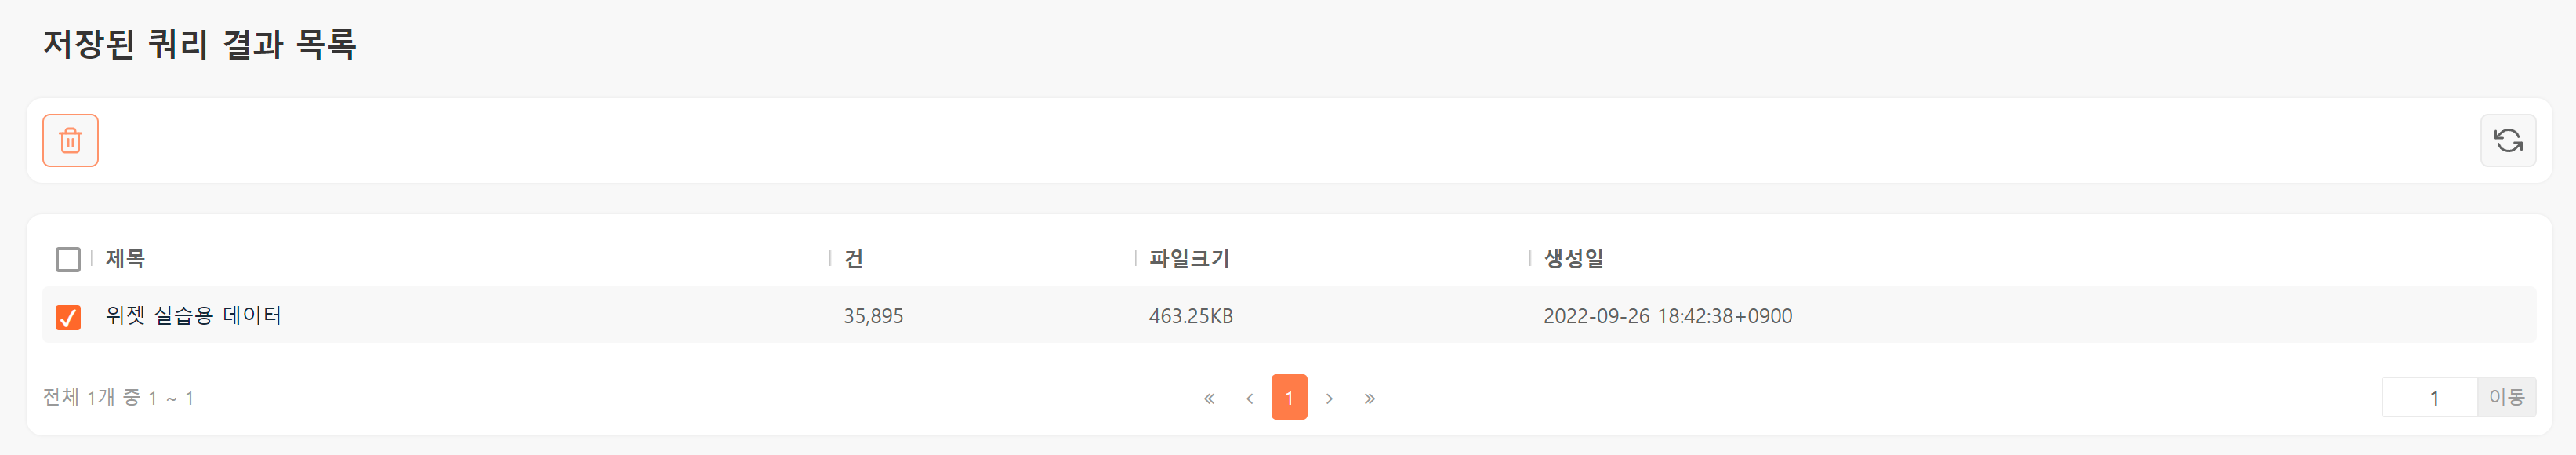 저장된 쿼리 결과 목록
제목 건 파일크기 생성일
위젯 실습용 데이터 35,895 463.25KB 2022-09-26 18:42:38+0900
전체 1개 중 1 ~ 1 « ‹ 1 › » 1 이동